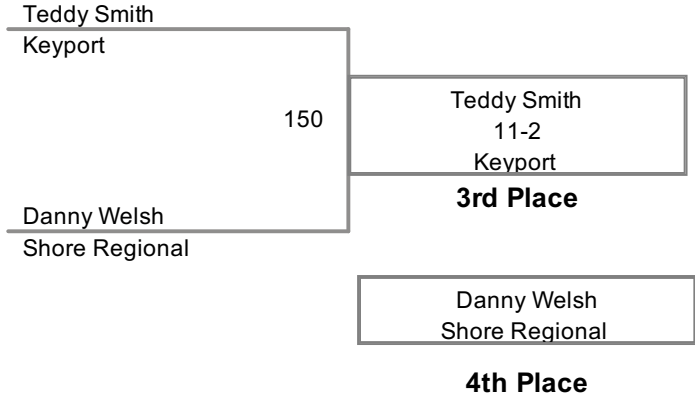 Teddy Smith
Keyport
150
Teddy Smith
11-2
Keyport
3rd Place
Danny Welsh
Shore Regional
Danny Welsh
Shore Regional
4th Place